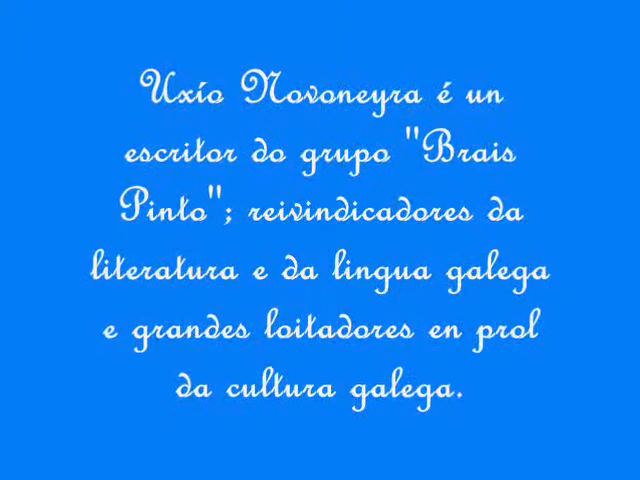 Uxío Novoneyra é un
escritor do grupo "Brais
Pinto"; reivindicadores da
literatura e da lingua galega
e grandes loitadores en prol
da cultura galega.